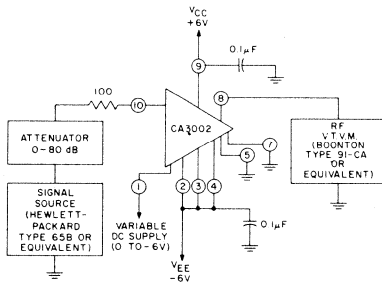 VCC
+6V
0.1µF
9
100
10
8
CA3002
ATTENUATOR
0-80 dB
7
5
RF
V.T.V.M.
(BOONTON
TYPE 91-CA
OR
EQUIVALENT)
1
2
3
4
SIGNAL
SOURCE
(HEWLETT-
PACKARD
TYPE 65B OR
EQUIVALENT)
VARIABLE
DC SUPPLY
(0 TO-6V)
0.1µF
VEE
-6V